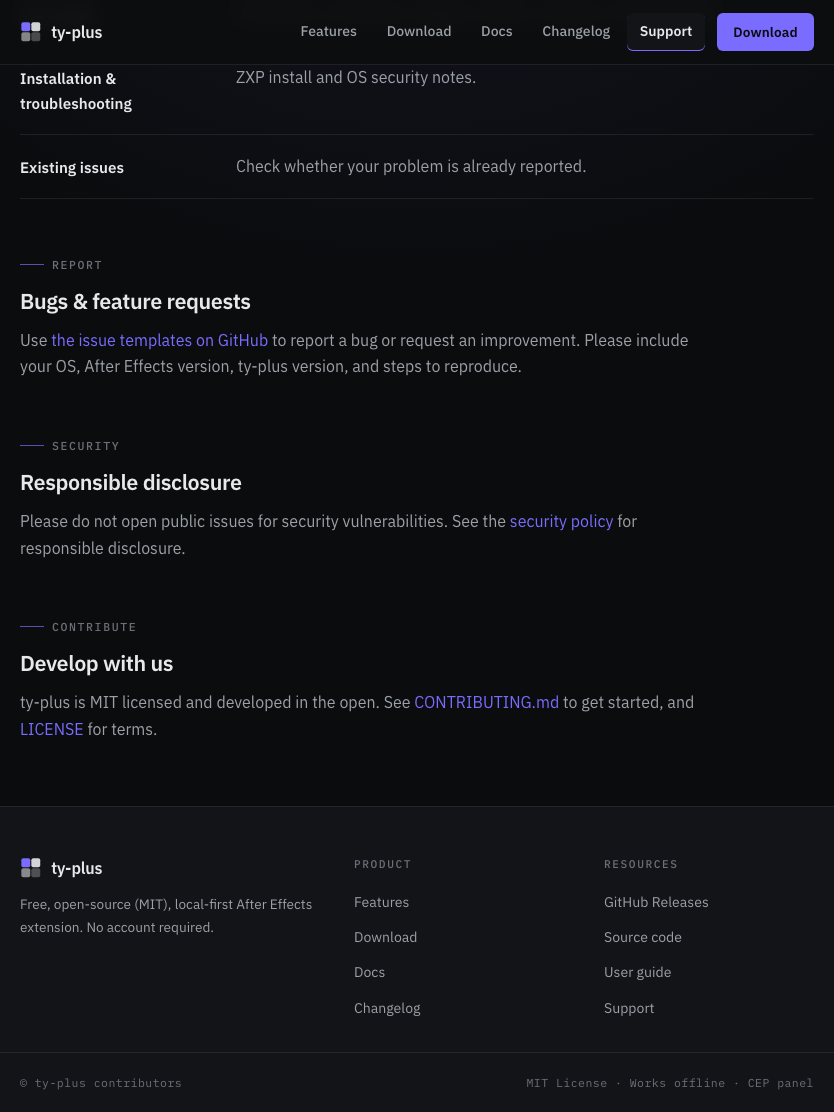 ty-plus
Features
Download
Docs
Changelog
Support
Download
Installation &
troubleshooting
ZXP install and OS security notes.
Existing issues
Check whether your problem is already reported.
REPORT
Bugs & feature requests
Use the issue templates on GitHub to report a bug or request an improvement. Please include
your OS, After Effects version, ty-plus version, and steps to reproduce.
SECURITY
Responsible disclosure
Please do not open public issues for security vulnerabilities. See the security policy for
responsible disclosure.
CONTRIBUTE
Develop with us
ty-plus is MIT licensed and developed in the open. See CONTRIBUTING.md to get started, and
LICENSE for terms.
ty-plus
Free, open-source (MIT), local-first After Effects
extension. No account required.
PRODUCT
Features
Download
Docs
Changelog
RESOURCES
GitHub Releases
Source code
User guide
Support
© ty-plus contributors
MIT License · Works offline · CEP panel